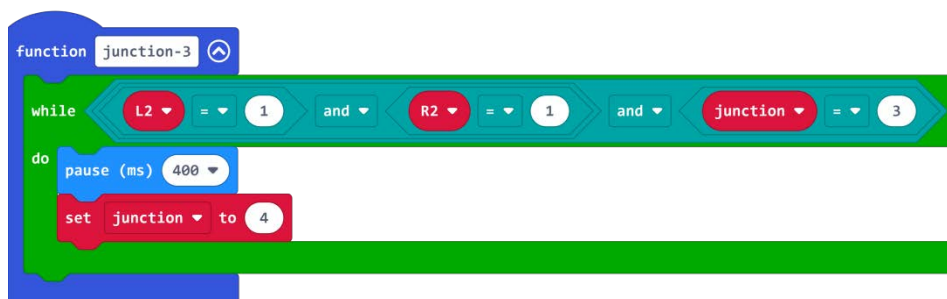 function junction-3
while L2 = 1 and R2 = 1 and junction = 3
do
pause (ms) 400
set junction to 4